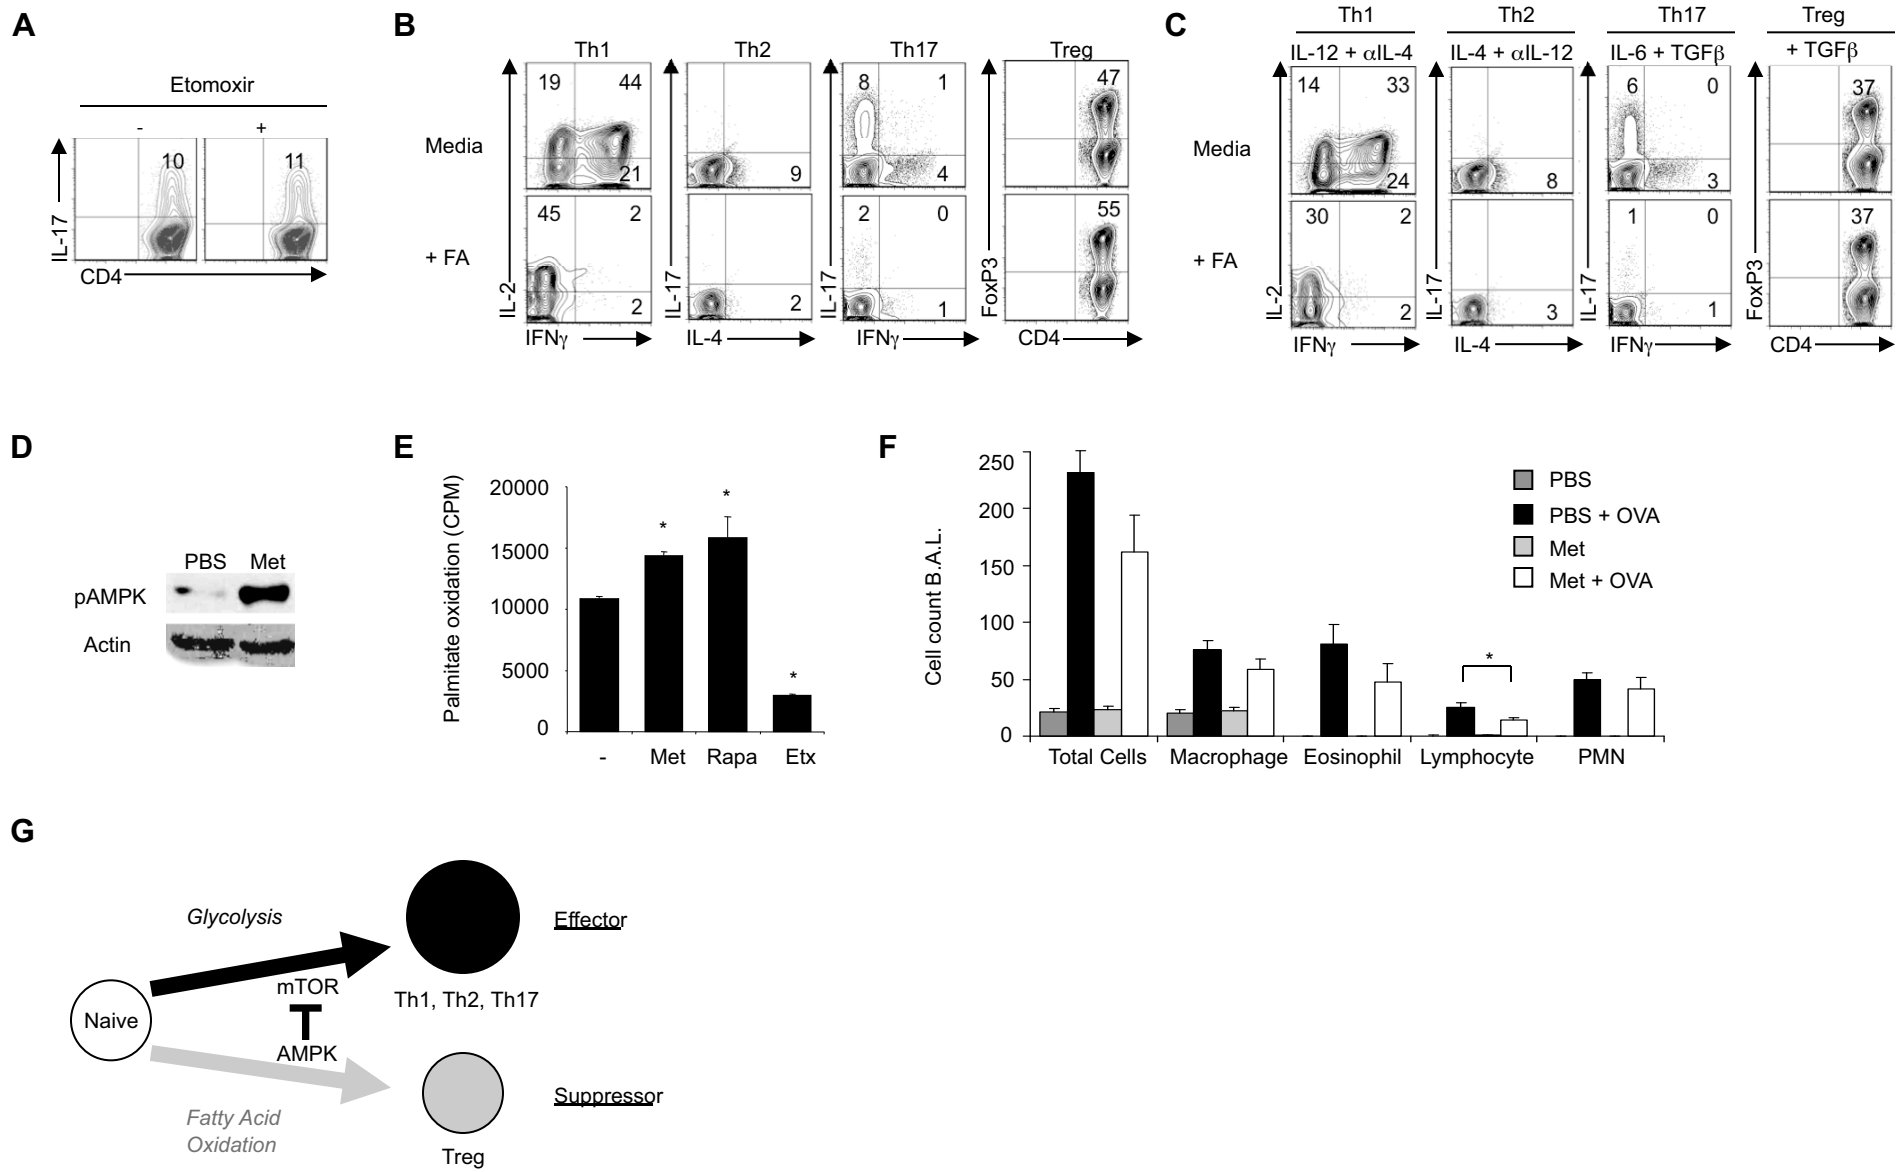 A
Etomoxir
- +
10 11
IL-17
CD4
B
Th1 Th2 Th17 Treg
Media
19 44 21
9
8 1 4
47
+ FA
45 2 2
2
2 0 1
55
IL-2 IL-17 IL-17 FoxP3
IFNγ IL-4 IFNγ CD4
C
Th1 Th2 Th17 Treg
IL-12 + αIL-4 IL-4 + αIL-12 IL-6 + TGFβ + TGFβ
Media
14 33 24
8
6 0 3
37
+ FA
30 2 2
3
1 0 1
37
IL-2 IL-17 IL-17 FoxP3
IFNγ IL-4 IFNγ CD4
D
PBS Met
pAMPK
Actin
E
Palmitate oxidation (CPM)
20000
15000
10000
5000
0
* * *
- Met Rapa Etx
F
Cell count B.A.L.
250
200
150
100
50
0
*
PBS
PBS + OVA
Met
Met + OVA
Total Cells Macrophage Eosinophil Lymphocyte PMN
G
Glycolysis
Effector
mTOR
Th1, Th2, Th17
Naive
AMPK
Suppressor
Fatty Acid
Oxidation
Treg